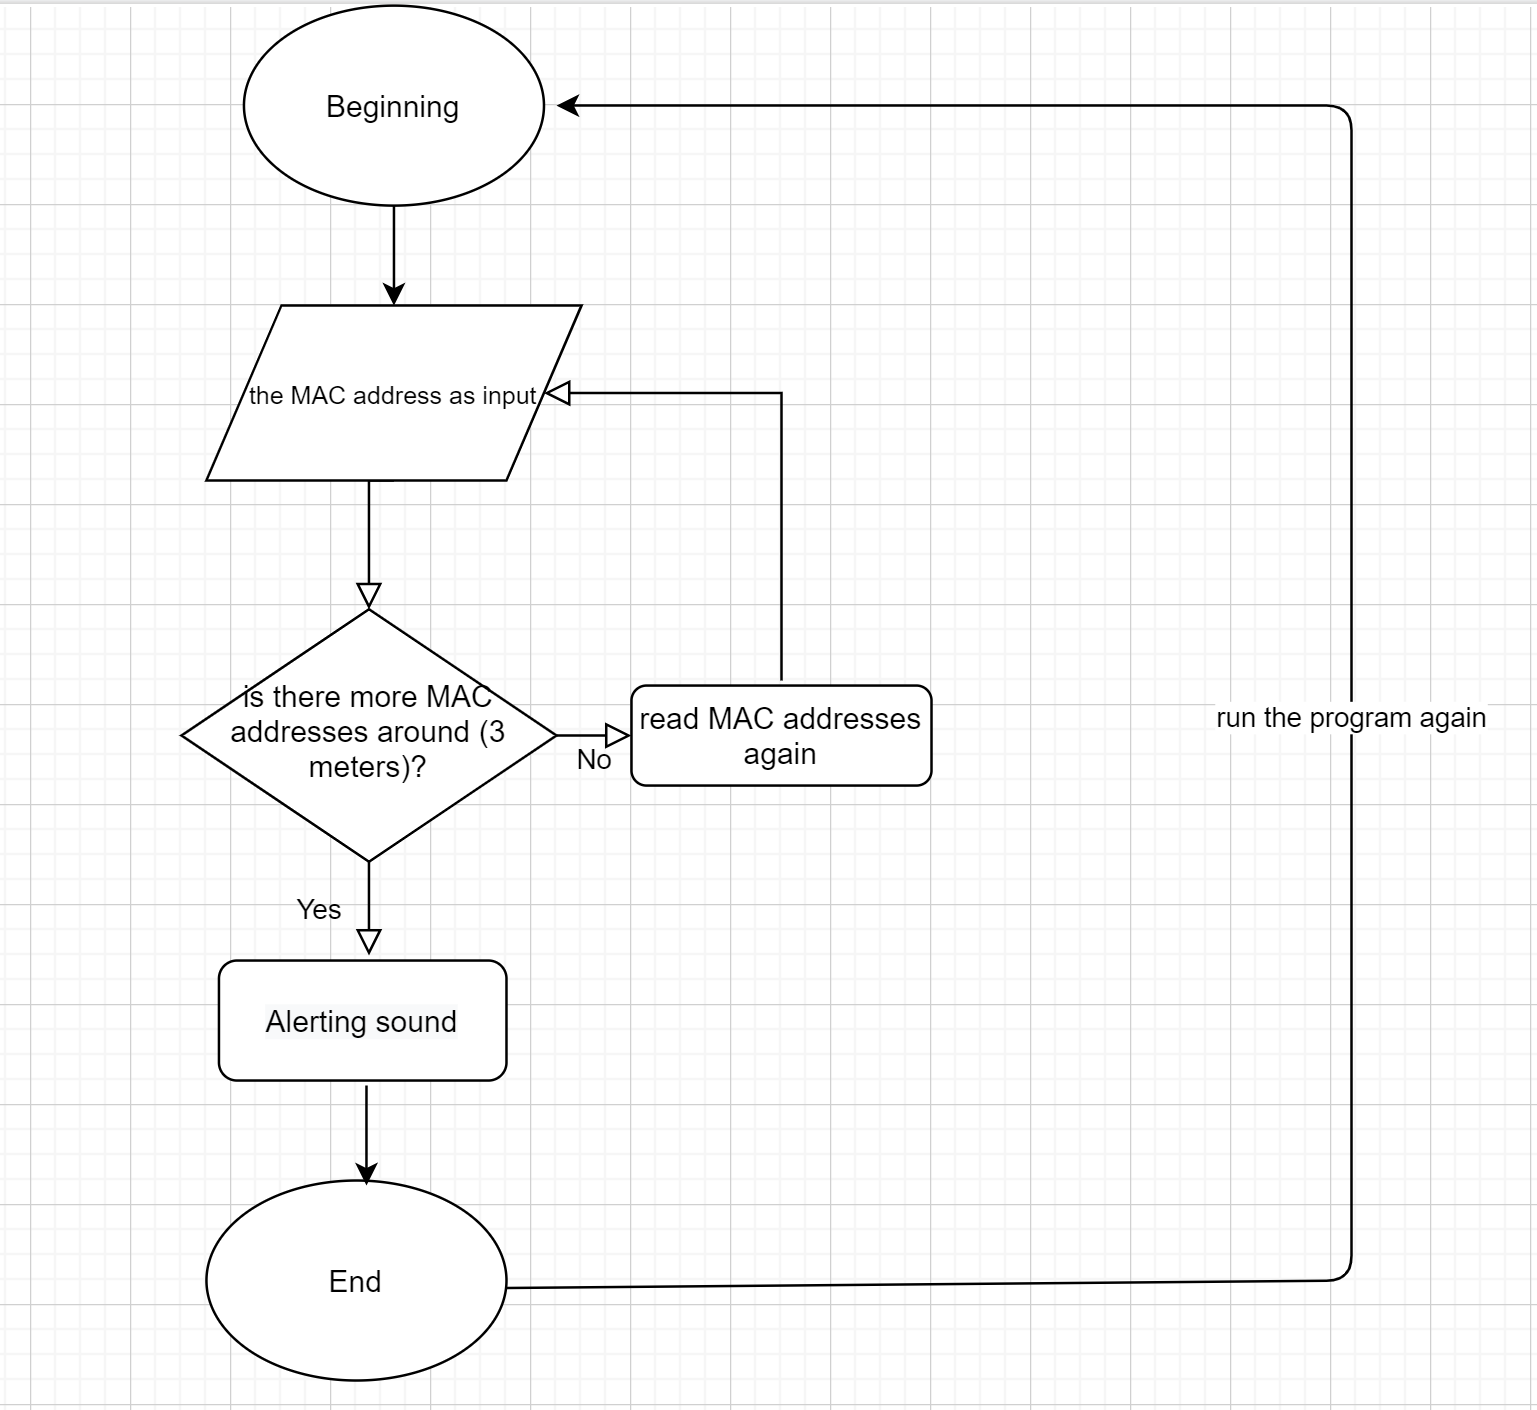 Beginning
the MAC address as input
is there more MAC
addresses around (3
meters)?
No
read MAC addresses
again
run the program again
Yes
Alerting sound
End